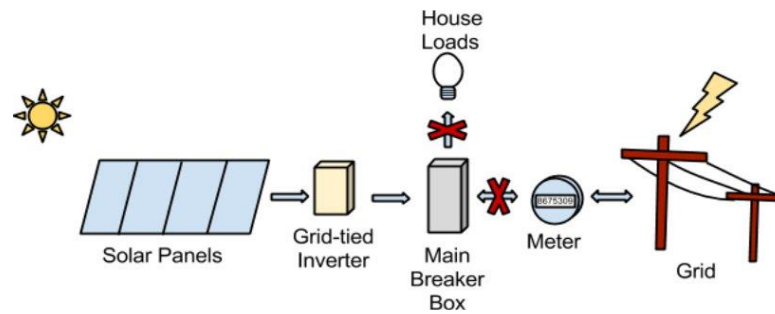 House
Loads
8675309
Solar Panels
Grid-tied
Inverter
Main
Breaker
Box
Meter
Grid